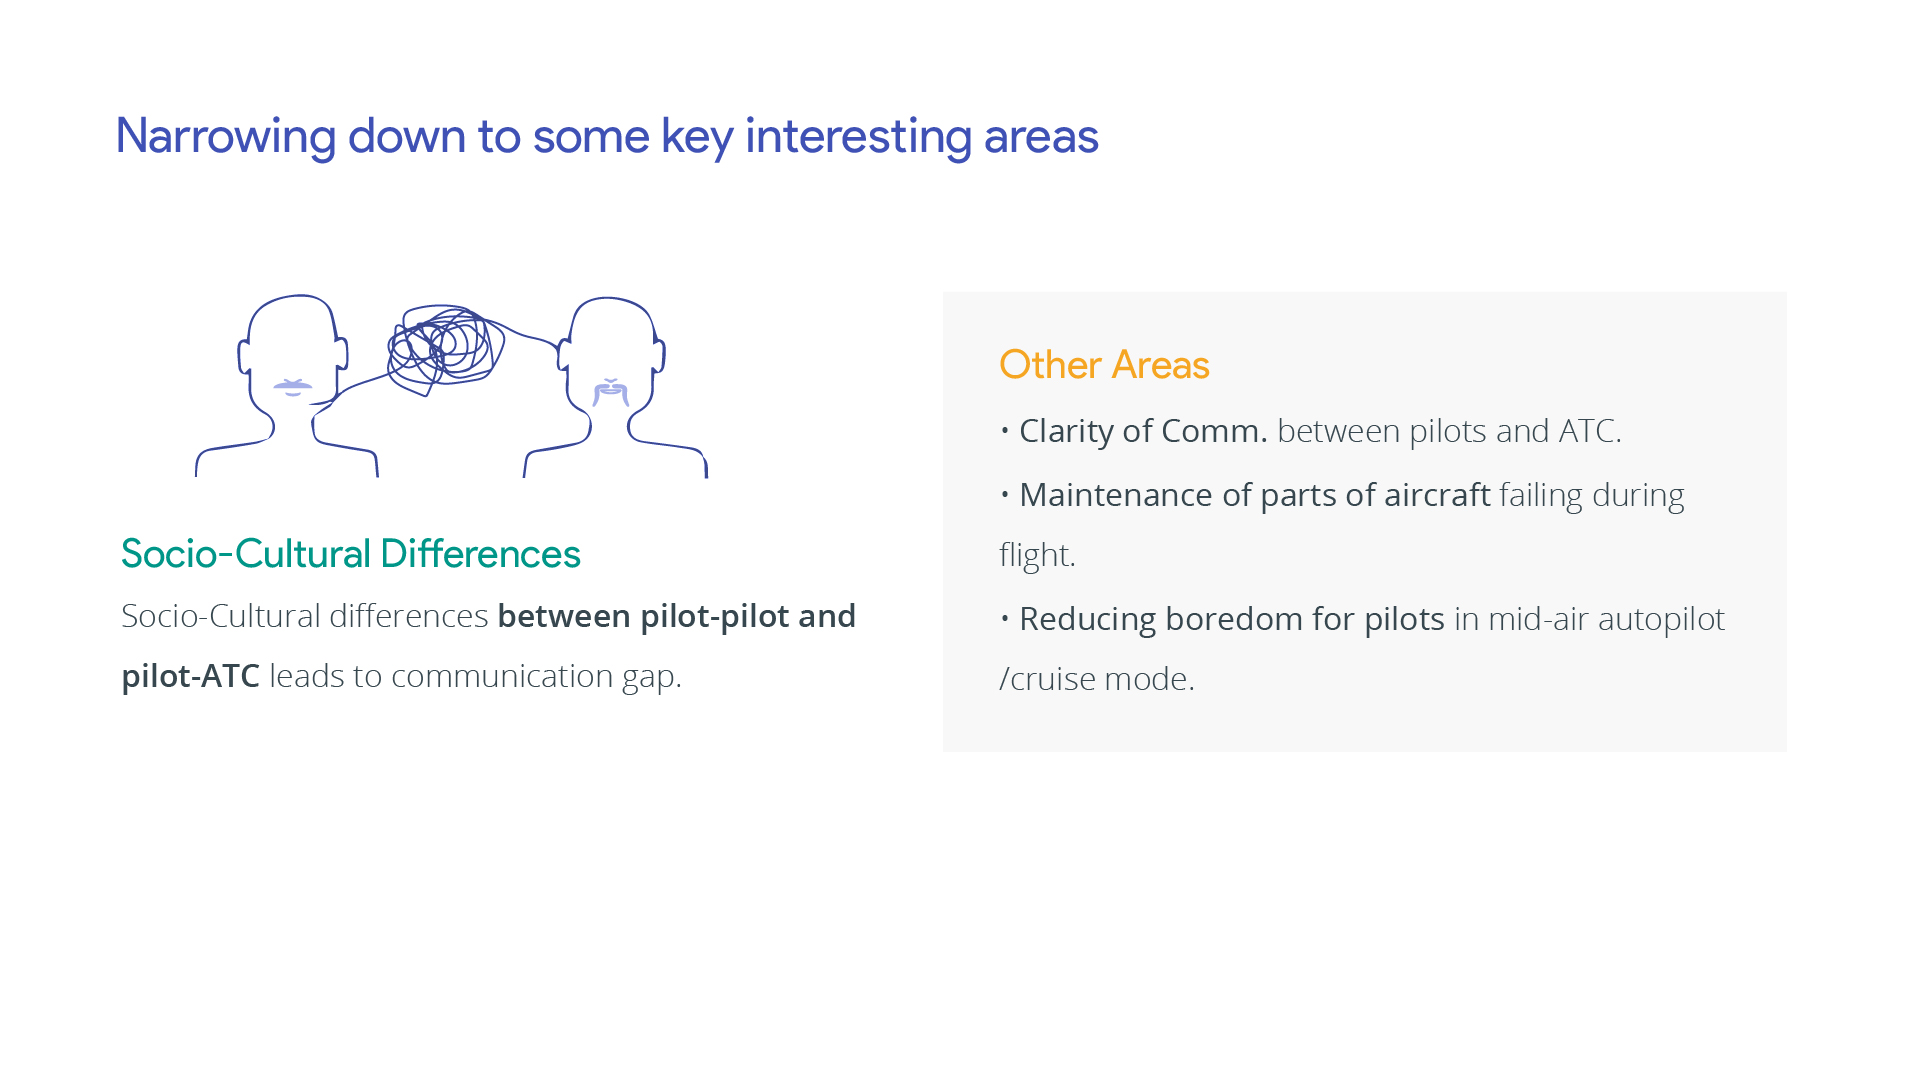 Narrowing down to some key interesting areas
Socio-Cultural Differences
Socio-Cultural differences between pilot-pilot and
pilot-ATC leads to communication gap.
Other Areas
• Clarity of Comm. between pilots and ATC.
• Maintenance of parts of aircraft failing during
flight.
• Reducing boredom for pilots in mid-air autopilot
/cruise mode.